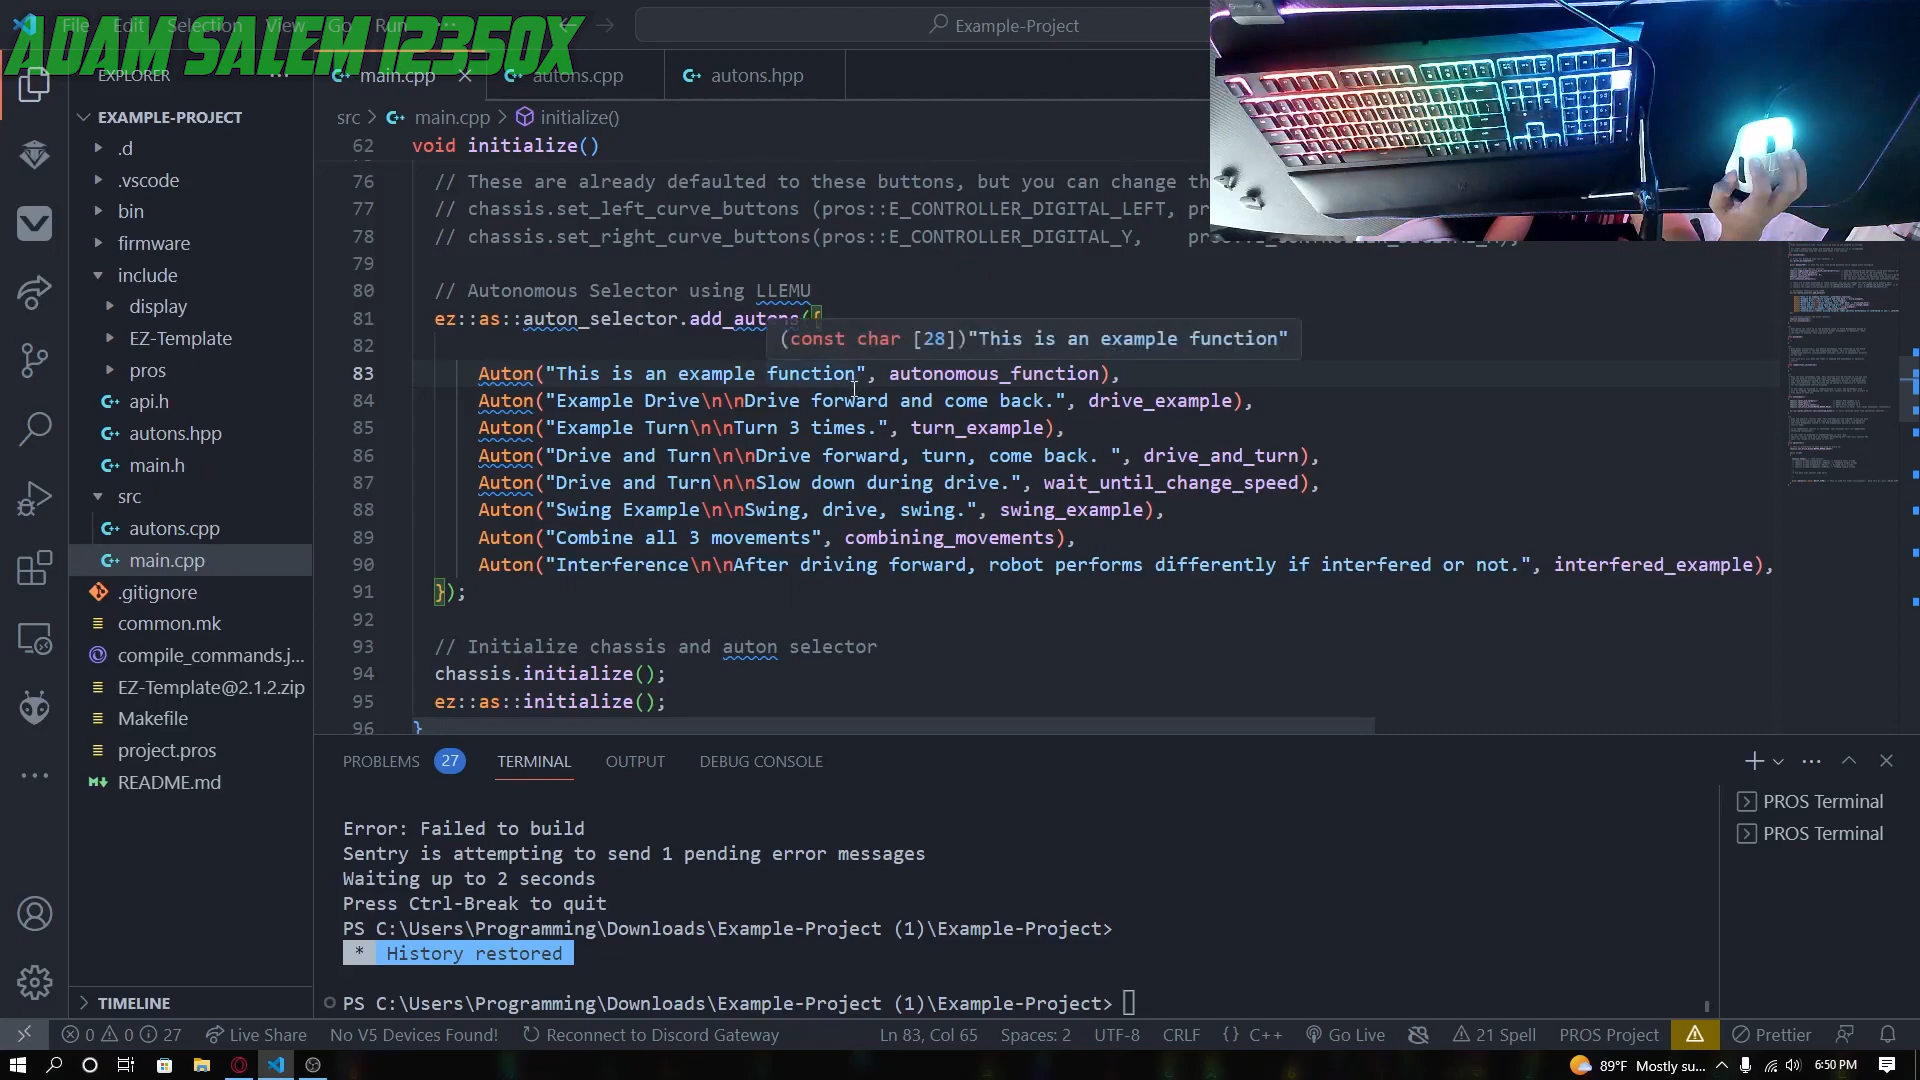 ADAM SALEM 12350X
File Edit Selection View Go Run ...
Example-Project
EXPLORER
main.cpp
autons.cpp
autons.hpp
EXAMPLE-PROJECT
.d
.vscode
bin
firmware
include
display
EZ-Template
pros
api.h
autons.hpp
main.h
src
autons.cpp
main.cpp
.gitignore
common.mk
compile_commands.j...
EZ-Template@2.1.2.zip
Makefile
project.pros
README.md
TIMELINE
src > main.cpp > initialize()
62 void initialize()
76 // These are already defaulted to these buttons, but you can change th
77 // chassis.set_left_curve_buttons (pros::E_CONTROLLER_DIGITAL_LEFT, pr
78 // chassis.set_right_curve_buttons(pros::E_CONTROLLER_DIGITAL_Y,
79
80 // Autonomous Selector using LLEMU
81 ez::as::auton_selector.add_autons({
(const char [28])"This is an example function"
82
83 Auton("This is an example function", autonomous_function),
84 Auton("Example Drive\n\nDrive forward and come back.", drive_example),
85 Auton("Example Turn\n\nTurn 3 times.", turn_example),
86 Auton("Drive and Turn\n\nDrive forward, turn, come back. ", drive_and_turn),
87 Auton("Drive and Turn\n\nSlow down during drive.", wait_until_change_speed),
88 Auton("Swing Example\n\nSwing, drive, swing.", swing_example),
89 Auton("Combine all 3 movements", combining_movements),
90 Auton("Interference\n\nAfter driving forward, robot performs differently if interfered or not.", interfered_example),
91 });
92
93 // Initialize chassis and auton selector
94 chassis.initialize();
95 ez::as::initialize();
96 }
PROBLEMS 27 TERMINAL OUTPUT DEBUG CONSOLE
Error: Failed to build
Sentry is attempting to send 1 pending error messages
Waiting up to 2 seconds
Press Ctrl-Break to quit
PS C:\Users\Programming\Downloads\Example-Project (1)\Example-Project>
* History restored
PS C:\Users\Programming\Downloads\Example-Project (1)\Example-Project>
PROS Terminal
PROS Terminal
0 0 27 Live Share No V5 Devices Found! Reconnect to Discord Gateway Ln 83, Col 65 Spaces: 2 UTF-8 CRLF {} C++ Go Live 21 Spell PROS Project Prettier
89°F Mostly su... 6:50 PM